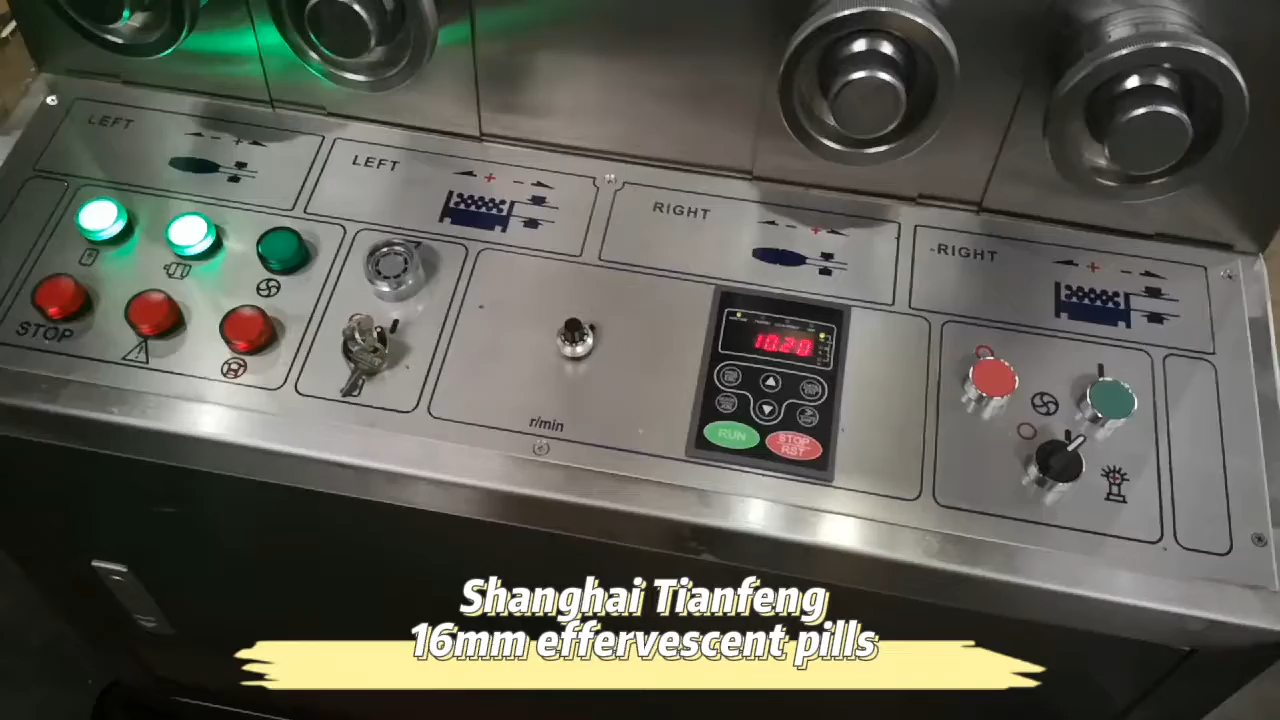 LEFT
LEFT
RIGHT
RIGHT
STOP
10.20
RUN
STOP
RST
r/min
Shanghai Tianfeng
16mm effervescent pills